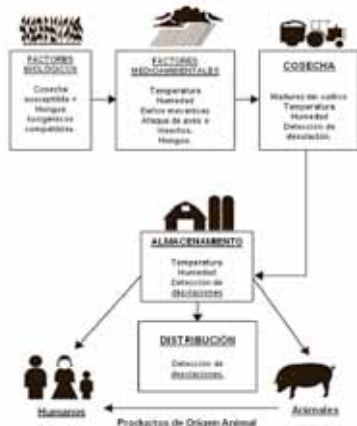 FACTORES
BIOLOGICOS
Cosecha
susceptible +
Hongos
toxigénicos
compatibles.
FACTORES
MEDIOAMBIENTALES
Temperatura
Humedad
Daños mecánicos.
Ataque de aves o
insectos.
Hongos.
COSECHA
Madurez del cultivo
Temperatura
Humedad
Detección de
desviación.
ALMACENAMIENTO
Temperatura
Humedad
Detección de
desviaciones
DISTRIBUCIÓN
Detección de
desviaciones.
Humanos
Animales
Productos de Origen Animal